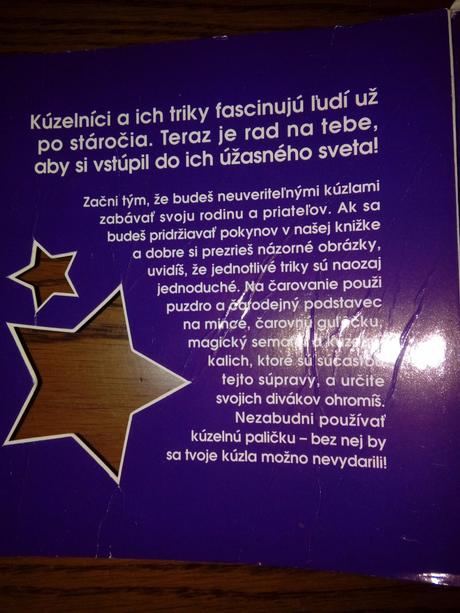 Kúzelníci a ich triky fascinujú ľudí už
po stáročia. Teraz je rad na tebe,
aby si vstúpil do ich úžasného sveta!
Začni tým, že budeš neuveriteľnými kúzlami
zabávať svoju rodinu a priateľov. Ak sa
budeš pridržiavať pokynov v našej knižke
a dobre si prezrieš názorné obrázky,
uvidíš, že jednotlivé triky sú naozaj
jednoduché. Na čarovanie použi
puzdro a čarodejný podstavec
na mince, čarovnú guľôčku,
magický a
kalich, ktoré sú súčasťou
tejto súpravy, a určite
svojich divákov ohromíš.
Nezabudni používať
kúzelnú paličku – bez nej by
sa tvoje kúzla možno nevydarili!